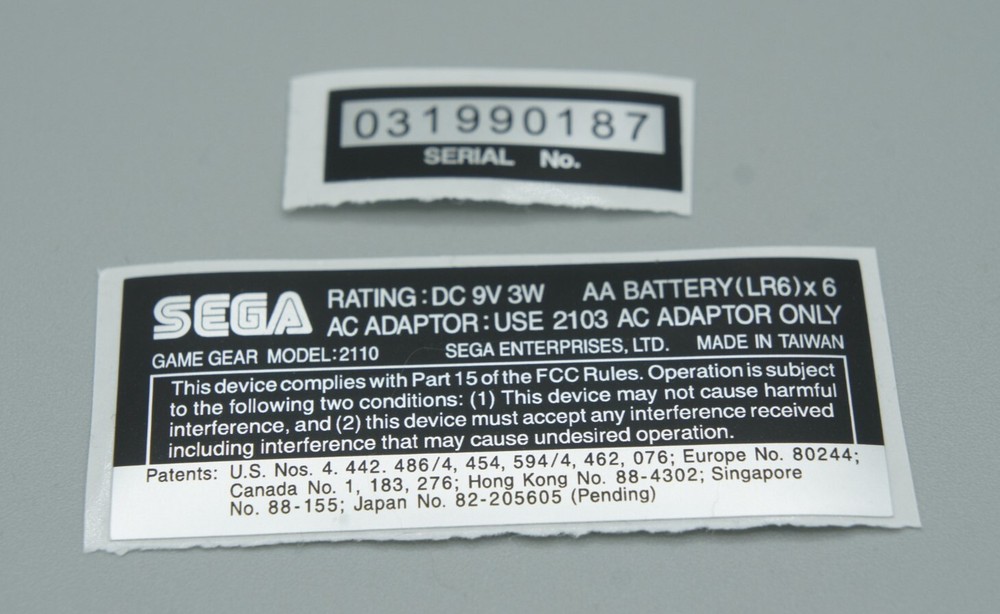 031990187
SERIAL No.
SEGA RATING:DC 9V 3W AA BATTERY(LR6)x 6
AC ADAPTOR:USE 2103 AC ADAPTOR ONLY
GAME GEAR MODEL:2110 SEGA ENTERPRISES, LTD. MADE IN TAIWAN
This device complies with Part 15 of the FCC Rules. Operation is subject
to the following two conditions: (1) This device may not cause harmful
interference, and (2) this device must accept any interference received
including interference that may cause undesired operation.
Patents: U.S. Nos. 4. 442. 486/4, 454, 594/4, 462, 076; Europe No. 80244;
Canada No. 1, 183, 276; Hong Kong No. 88-4302; Singapore
No. 88-155; Japan No. 82-205605 (Pending)